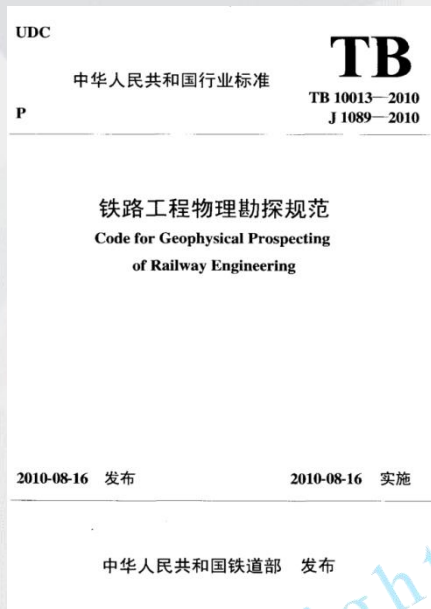 UDC
TB
中华人民共和国行业标准
TB 10013—2010
P
J 1089—2010
铁路工程物理勘探规范
Code for Geophysical Prospecting
of Railway Engineering
2010-08-16 发布 2010-08-16 实施
中华人民共和国铁道部 发布